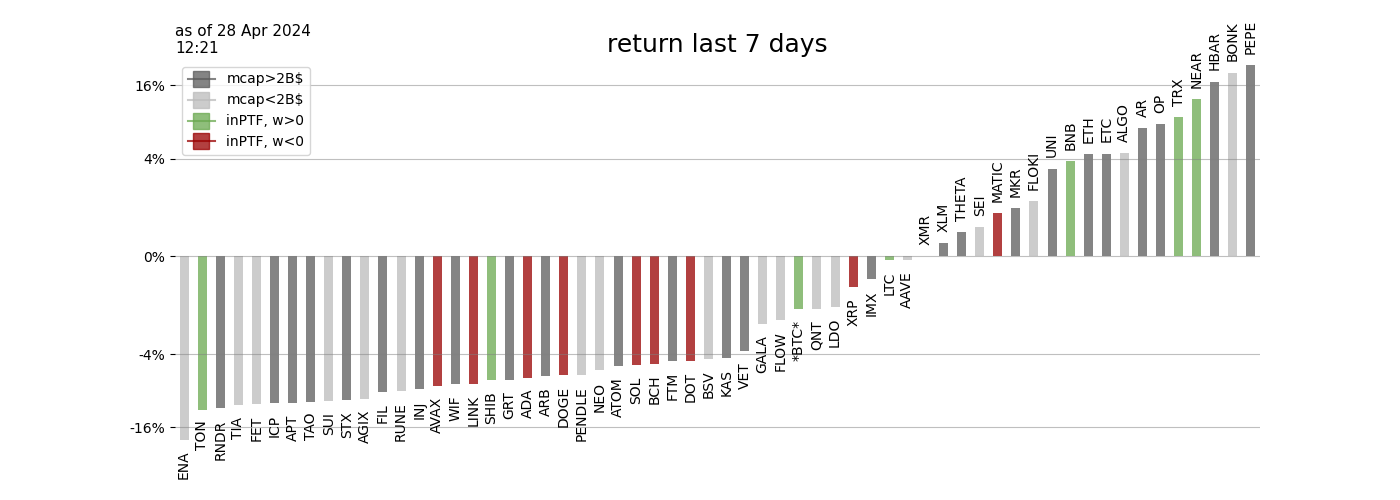 as of 28 Apr 2024
12:21
return last 7 days
mcap>2B$
mcap<2B$
inPTF, w>0
inPTF, w<0
16%
4%
0%
-4%
-16%
ENA
TON
RNDR
TIA
FET
ICP
APT
TAO
SUI
STX
AGIX
FIL
RUNE
INJ
AVAX
WIF
LINK
SHIB
GRT
ADA
ARB
DOGE
PENDLE
NEO
ATOM
SOL
BCH
FTM
DOT
BSV
KAS
VET
GALA
FLOW
*BTC*
QNT
LDO
XRP
IMX
LTC
AAVE
XMR
XLM
THETA
SEI
MATIC
MKR
FLOKI
UNI
BNB
ETH
ETC
ALGO
AR
OP
TRX
NEAR
HBAR
BONK
PEPE